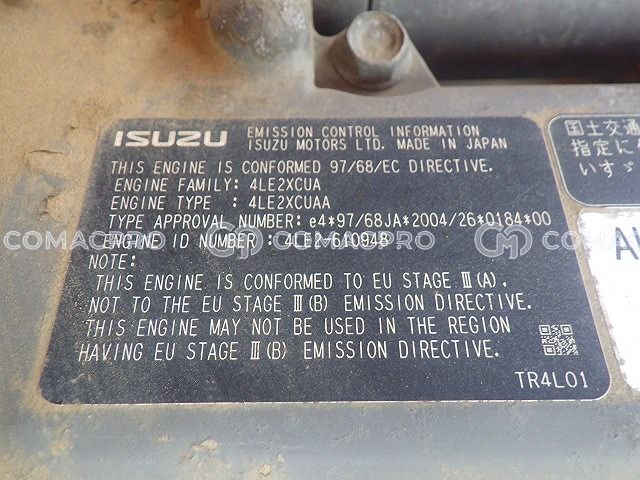 ISUZU EMISSION CONTROL INFORMATION
ISUZU MOTORS LTD. MADE IN JAPAN
THIS ENGINE IS CONFORMED 97/68/EC DIRECTIVE.
ENGINE FAMILY: 4LE2XCUA
ENGINE TYPE : 4LE2XCUAA
TYPE APPROVAL NUMBER: e4*97/68JA*2004/26*0184*00
ENGINE ID NUMBER : 4LE2-610948
NOTE:
THIS ENGINE IS CONFORMED TO EU STAGE Ⅲ(A).
NOT TO THE EU STAGE Ⅲ(B) EMISSION DIRECTIVE.
THIS ENGINE MAY NOT BE USED IN THE REGION
HAVING EU STAGE Ⅲ(B) EMISSION DIRECTIVE.
TR4L01
国土交通
指定に
いすゞ
COMACPRO COMACPRO